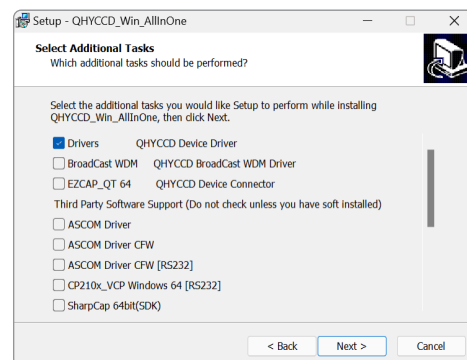 Setup - QHYCCD_Win_AllInOne
Select Additional Tasks
Which additional tasks should be performed?
Select the additional tasks you would like Setup to perform while installing
QHYCCD_Win_AllInOne, then click Next.
Drivers QHYCCD Device Driver
BroadCast WDM QHYCCD BroadCast WDM Driver
EZCAP_QT 64 QHYCCD Device Connector
Third Party Software Support (Do not check unless you have soft installed)
ASCOM Driver
ASCOM Driver CFW
ASCOM Driver CFW [RS232]
CP210x_VCP Windows 64 [RS232]
SharpCap 64bit(SDK)
< Back Next > Cancel